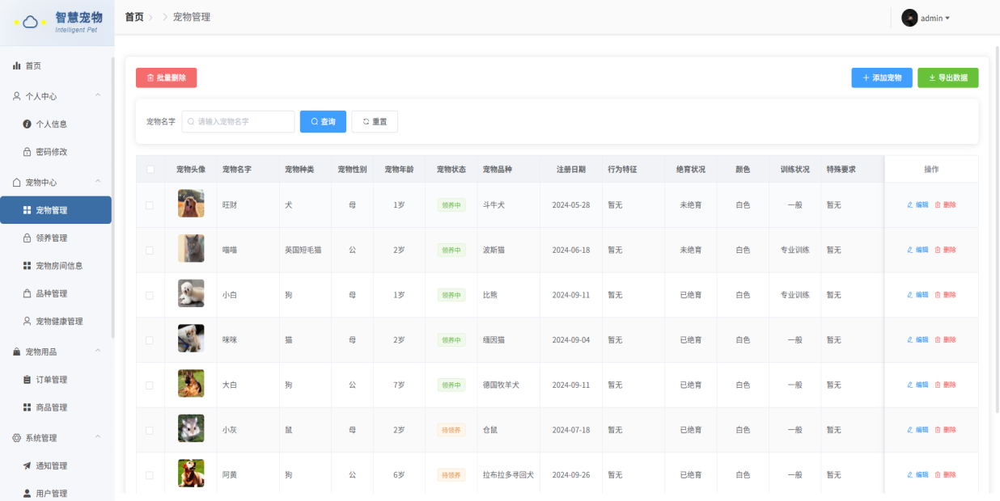 智慧宠物
Intelligent Pet
首页 宠物管理
admin
首页
个人中心
个人信息
密码修改
宠物中心
宠物管理
领养管理
宠物房间信息
品种管理
宠物健康管理
宠物用品
订单管理
商品管理
系统管理
通知管理
用户管理
批量删除 添加宠物 导出数据
宠物名字 请输入宠物名字 查询 重置
宠物头像 宠物名字 宠物种类 宠物性别 宠物年龄 宠物状态 宠物品种 注册日期 行为特征 绝育状况 颜色 训练状况 特殊要求 操作
旺财 犬 母 1岁 领养中 斗牛犬 2024-05-28 暂无 未绝育 白色 一般 暂无 编辑 删除
喵喵 英国短毛猫 公 2岁 领养中 波斯猫 2024-06-18 暂无 未绝育 白色 专业训练 暂无 编辑 删除
小白 狗 母 1岁 领养中 比熊 2024-09-11 暂无 已绝育 白色 专业训练 暂无 编辑 删除
咪咪 猫 母 2岁 领养中 缅因猫 2024-09-04 暂无 已绝育 白色 一般 暂无 编辑 删除
大白 狗 公 7岁 领养中 德国牧羊犬 2024-09-11 暂无 已绝育 白色 一般 暂无 编辑 删除
小灰 鼠 母 2岁 待领养 仓鼠 2024-07-18 暂无 已绝育 白色 一般 暂无 编辑 删除
阿黄 狗 公 6岁 待领养 拉布拉多寻回犬 2024-09-26 暂无 已绝育 白色 一般 暂无 编辑 删除